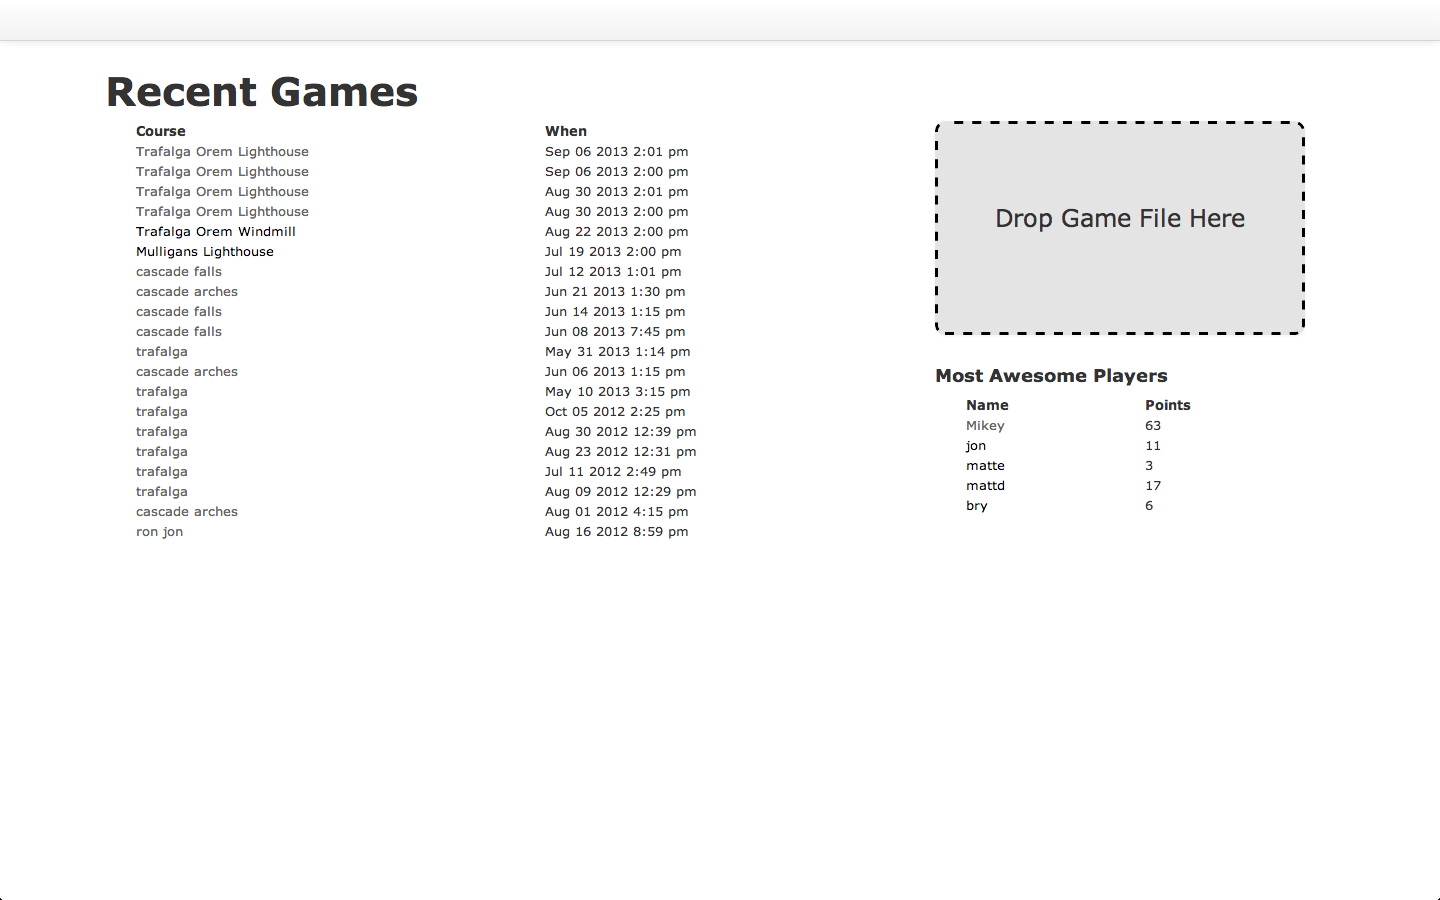 Recent Games
Course When
Trafalga Orem Lighthouse Sep 06 2013 2:01 pm
Trafalga Orem Lighthouse Sep 06 2013 2:00 pm
Trafalga Orem Lighthouse Aug 30 2013 2:01 pm
Trafalga Orem Lighthouse Aug 30 2013 2:00 pm
Trafalga Orem Windmill Aug 22 2013 2:00 pm
Mulligans Lighthouse Jul 19 2013 2:00 pm
cascade falls Jul 12 2013 1:01 pm
cascade arches Jun 21 2013 1:30 pm
cascade falls Jun 14 2013 1:15 pm
cascade falls Jun 08 2013 7:45 pm
trafalga May 31 2013 1:14 pm
cascade arches Jun 06 2013 1:15 pm
trafalga May 10 2013 3:15 pm
trafalga Oct 05 2012 2:25 pm
trafalga Aug 30 2012 12:39 pm
trafalga Aug 23 2012 12:31 pm
trafalga Jul 11 2012 2:49 pm
trafalga Aug 09 2012 12:29 pm
cascade arches Aug 01 2012 4:15 pm
ron jon Aug 16 2012 8:59 pm
Drop Game File Here
Most Awesome Players
Name Points
Mikey 63
jon 11
matte 3
mattd 17
bry 6